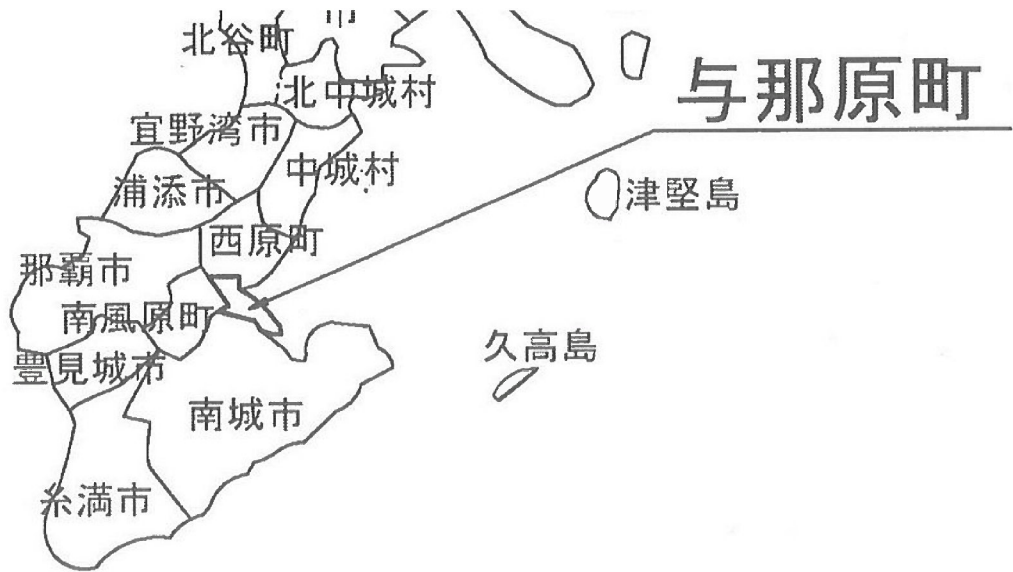 市
北谷町
北中城村
与那原町
宜野湾市
中城村
津堅島
浦添市
西原町
那覇市
南風原町
久高島
豊見城市
南城市
糸満市